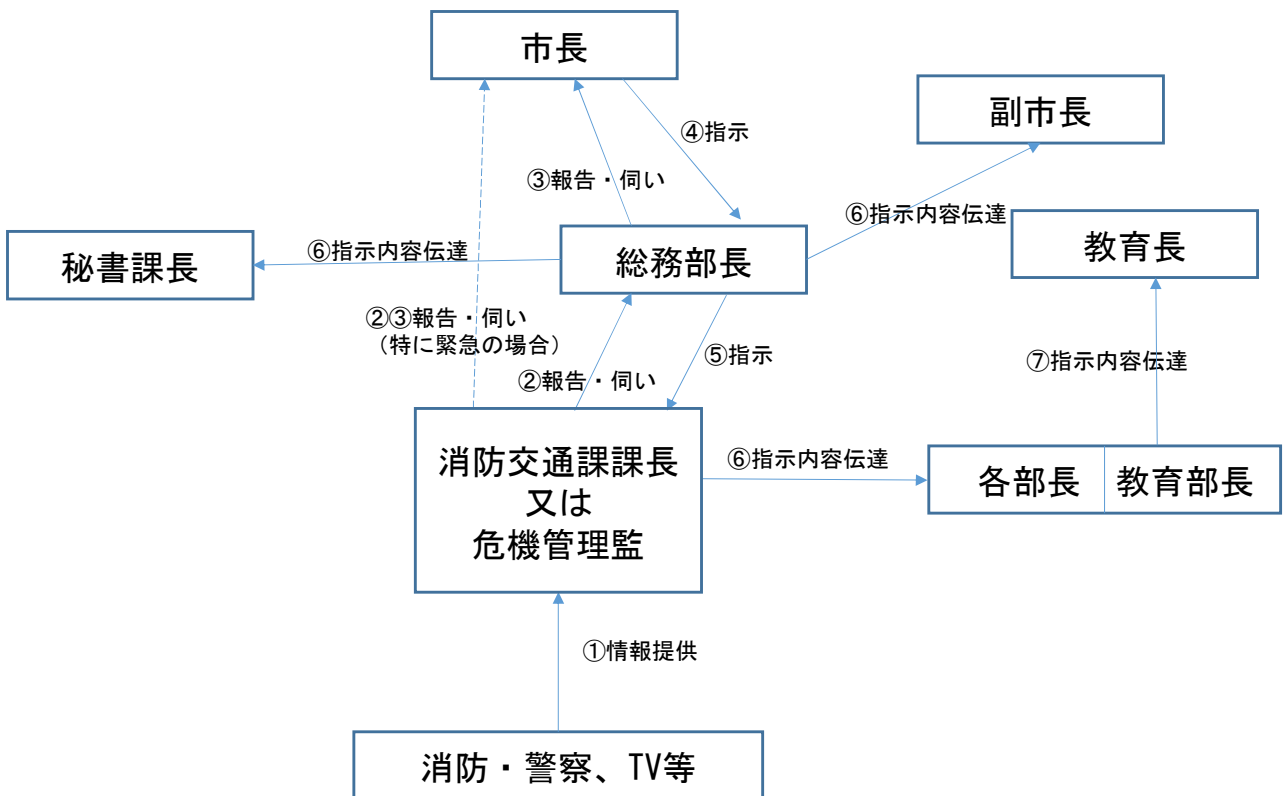 市長
副市長
④指示
③報告・伺い
⑥指示内容伝達
教育長
秘書課長
⑥指示内容伝達
総務部長
②③報告・伺い
（特に緊急の場合）
⑤指示
⑦指示内容伝達
②報告・伺い
消防交通課課長
又は
危機管理監
⑥指示内容伝達
各部長
教育部長
①情報提供
消防・警察、TV等